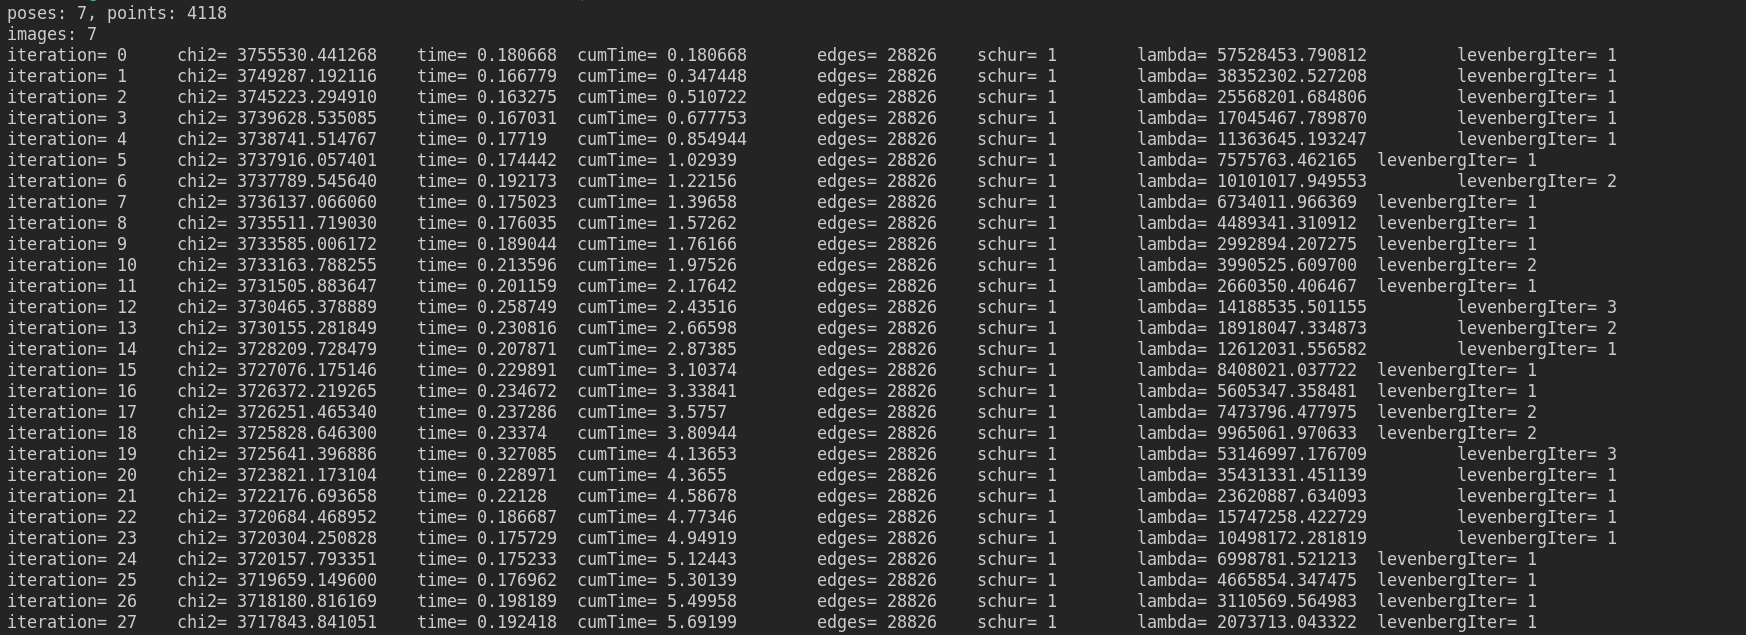 poses: 7, points: 4118
images: 7
iteration= 0 chi2= 3755530.441268 time= 0.180668 cumTime= 0.180668 edges= 28826 schur= 1 lambda= 57528453.790812 levenbergIter= 1
iteration= 1 chi2= 3749287.192116 time= 0.166779 cumTime= 0.347448 edges= 28826 schur= 1 lambda= 38352302.527208 levenbergIter= 1
iteration= 2 chi2= 3745223.294910 time= 0.163275 cumTime= 0.510722 edges= 28826 schur= 1 lambda= 25568201.684806 levenbergIter= 1
iteration= 3 chi2= 3739628.535085 time= 0.167031 cumTime= 0.677753 edges= 28826 schur= 1 lambda= 17045467.789870 levenbergIter= 1
iteration= 4 chi2= 3738741.514767 time= 0.17719 cumTime= 0.854944 edges= 28826 schur= 1 lambda= 11363645.193247 levenbergIter= 1
iteration= 5 chi2= 3737916.057401 time= 0.174442 cumTime= 1.02939 edges= 28826 schur= 1 lambda= 7575763.462165 levenbergIter= 1
iteration= 6 chi2= 3737789.545640 time= 0.192173 cumTime= 1.22156 edges= 28826 schur= 1 lambda= 10101017.949553 levenbergIter= 2
iteration= 7 chi2= 3736137.066060 time= 0.175023 cumTime= 1.39658 edges= 28826 schur= 1 lambda= 6734011.966369 levenbergIter= 1
iteration= 8 chi2= 3735511.719030 time= 0.176035 cumTime= 1.57262 edges= 28826 schur= 1 lambda= 4489341.310912 levenbergIter= 1
iteration= 9 chi2= 3733585.006172 time= 0.189044 cumTime= 1.76166 edges= 28826 schur= 1 lambda= 2992894.207275 levenbergIter= 1
iteration= 10 chi2= 3733163.788255 time= 0.213596 cumTime= 1.97526 edges= 28826 schur= 1 lambda= 3990525.609700 levenbergIter= 2
iteration= 11 chi2= 3731505.883647 time= 0.201159 cumTime= 2.17642 edges= 28826 schur= 1 lambda= 2660350.406467 levenbergIter= 1
iteration= 12 chi2= 3730465.378889 time= 0.258749 cumTime= 2.43516 edges= 28826 schur= 1 lambda= 14188535.501155 levenbergIter= 3
iteration= 13 chi2= 3730155.281849 time= 0.230816 cumTime= 2.66598 edges= 28826 schur= 1 lambda= 18918047.334873 levenbergIter= 2
iteration= 14 chi2= 3728209.728479 time= 0.207871 cumTime= 2.87385 edges= 28826 schur= 1 lambda= 12612031.556582 levenbergIter= 1
iteration= 15 chi2= 3727076.175146 time= 0.229891 cumTime= 3.10374 edges= 28826 schur= 1 lambda= 8408021.037722 levenbergIter= 1
iteration= 16 chi2= 3726372.219265 time= 0.234672 cumTime= 3.33841 edges= 28826 schur= 1 lambda= 5605347.358481 levenbergIter= 1
iteration= 17 chi2= 3726251.465340 time= 0.237286 cumTime= 3.5757 edges= 28826 schur= 1 lambda= 7473796.477975 levenbergIter= 2
iteration= 18 chi2= 3725828.646300 time= 0.23374 cumTime= 3.80944 edges= 28826 schur= 1 lambda= 9965061.970633 levenbergIter= 2
iteration= 19 chi2= 3725641.396886 time= 0.327085 cumTime= 4.13653 edges= 28826 schur= 1 lambda= 53146997.176709 levenbergIter= 3
iteration= 20 chi2= 3723821.173104 time= 0.228971 cumTime= 4.3655 edges= 28826 schur= 1 lambda= 35431331.451139 levenbergIter= 1
iteration= 21 chi2= 3722176.693658 time= 0.22128 cumTime= 4.58678 edges= 28826 schur= 1 lambda= 23620887.634093 levenbergIter= 1
iteration= 22 chi2= 3720684.468952 time= 0.186687 cumTime= 4.77346 edges= 28826 schur= 1 lambda= 15747258.422729 levenbergIter= 1
iteration= 23 chi2= 3720304.250828 time= 0.175729 cumTime= 4.94919 edges= 28826 schur= 1 lambda= 10498172.281819 levenbergIter= 1
iteration= 24 chi2= 3720157.793351 time= 0.175233 cumTime= 5.12443 edges= 28826 schur= 1 lambda= 6998781.521213 levenbergIter= 1
iteration= 25 chi2= 3719659.149600 time= 0.176962 cumTime= 5.30139 edges= 28826 schur= 1 lambda= 4665854.347475 levenbergIter= 1
iteration= 26 chi2= 3718180.816169 time= 0.198189 cumTime= 5.49958 edges= 28826 schur= 1 lambda= 3110569.564983 levenbergIter= 1
iteration= 27 chi2= 3717843.841051 time= 0.192418 cumTime= 5.69199 edges= 28826 schur= 1 lambda= 2073713.043322 levenbergIter= 1